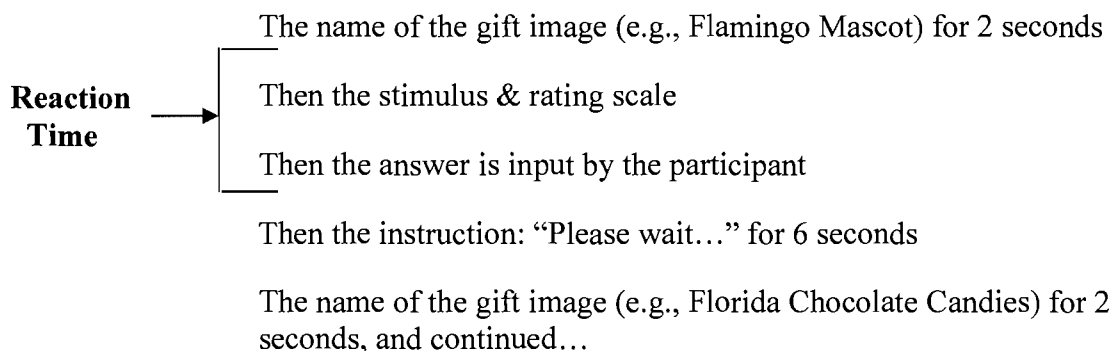 The name of the gift image (e.g., Flamingo Mascot) for 2 seconds
Reaction
Time
Then the stimulus & rating scale
Then the answer is input by the participant
Then the instruction: “Please wait…” for 6 seconds
The name of the gift image (e.g., Florida Chocolate Candies) for 2
seconds, and continued…